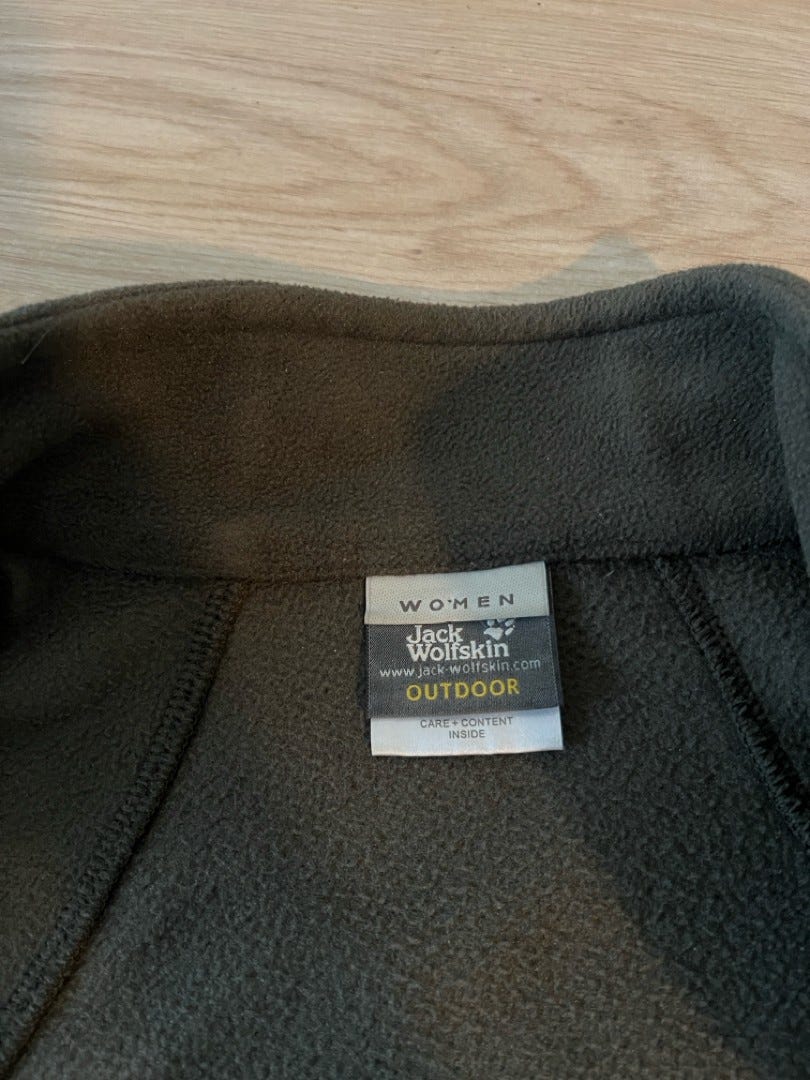 WOMEN
Jack
Wolfskin
www.jack-wolfskin.com
OUTDOOR
CARE + CONTENT
INSIDE